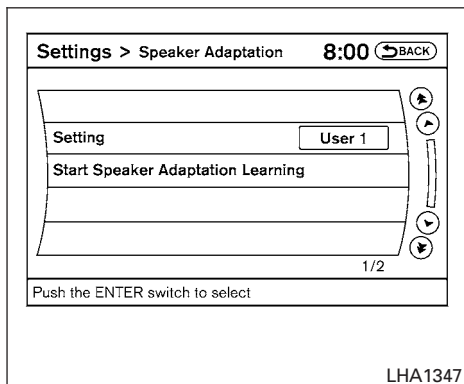 Settings > Speaker Adaptation 8:00 BACK
Setting User 1
Start Speaker Adaptation Learning
1/2
Push the ENTER switch to select
LHA1347